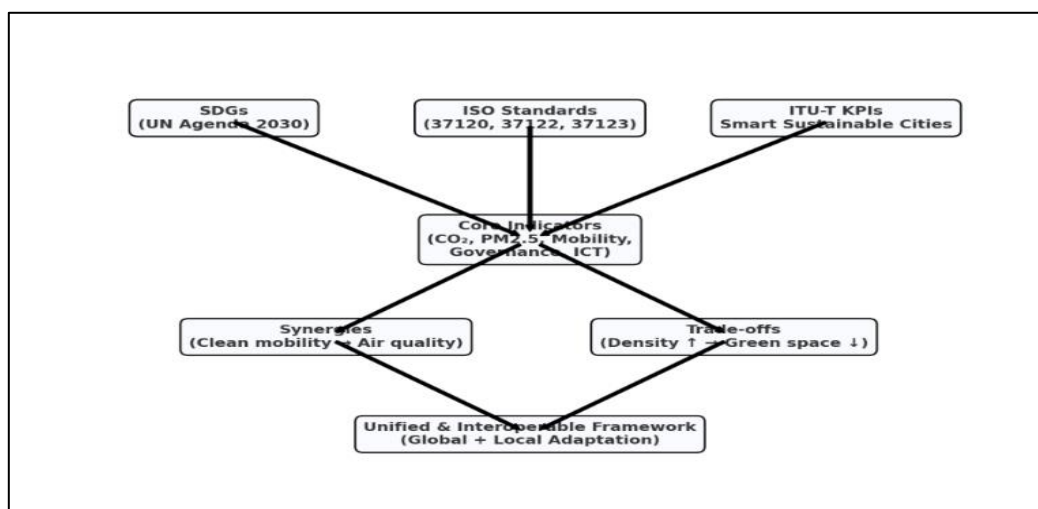 SDGs
(UN Agenda 2030)
ISO Standards
(37120, 37122, 37123)
ITU-T KPIs
Smart Sustainable Cities
Core Indicators
(CO₂, PM2.5, Mobility,
Governance, ICT)
Synergies
(Clean mobility → Air quality)
Trade-offs
(Density ↑ → Green space ↓)
Unified & Interoperable Framework
(Global + Local Adaptation)